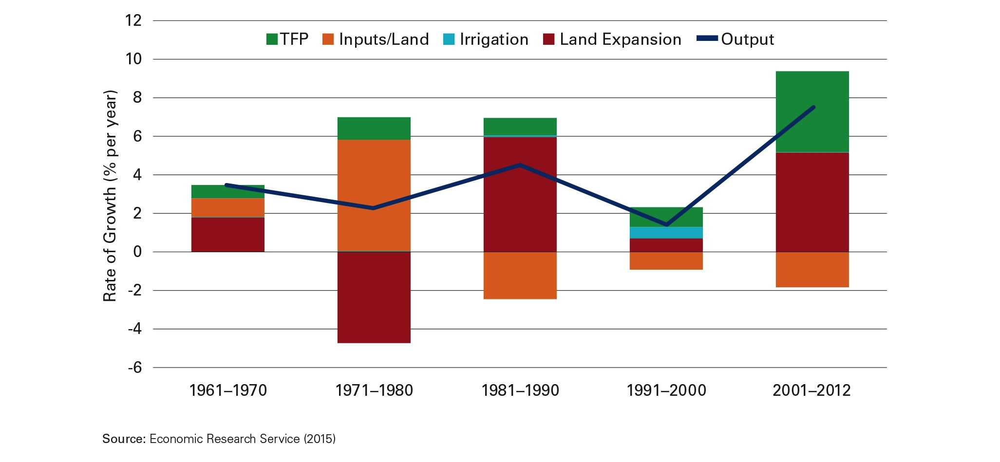 12
TFP Inputs/Land Irrigation Land Expansion Output
10
8
6
4
2
0
-2
-4
-6
Rate of Growth (% per year)
1961–1970 1971–1980 1981–1990 1991–2000 2001–2012
Source: Economic Research Service (2015)